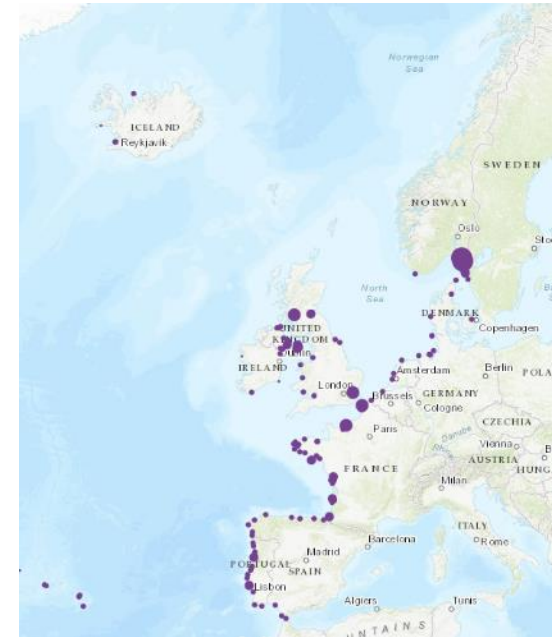 Norwegian
Sea
ICELAND
Reykjavik
SWEDEN
NORWAY
Oslo
North
Sea
DENMARK
Copenhagen
UNITED
KINGDOM
Dublin
IRELAND
Amsterdam
Berlin
London
Brussels
GERMANY
Cologne
CZECHIA
Paris
Danube
Vienna
AUSTRIA
FRANCE
Milan
ITALY
Rome
Barcelona
Madrid
PORTUGAL
SPAIN
Lisbon
Algiers
Tunis